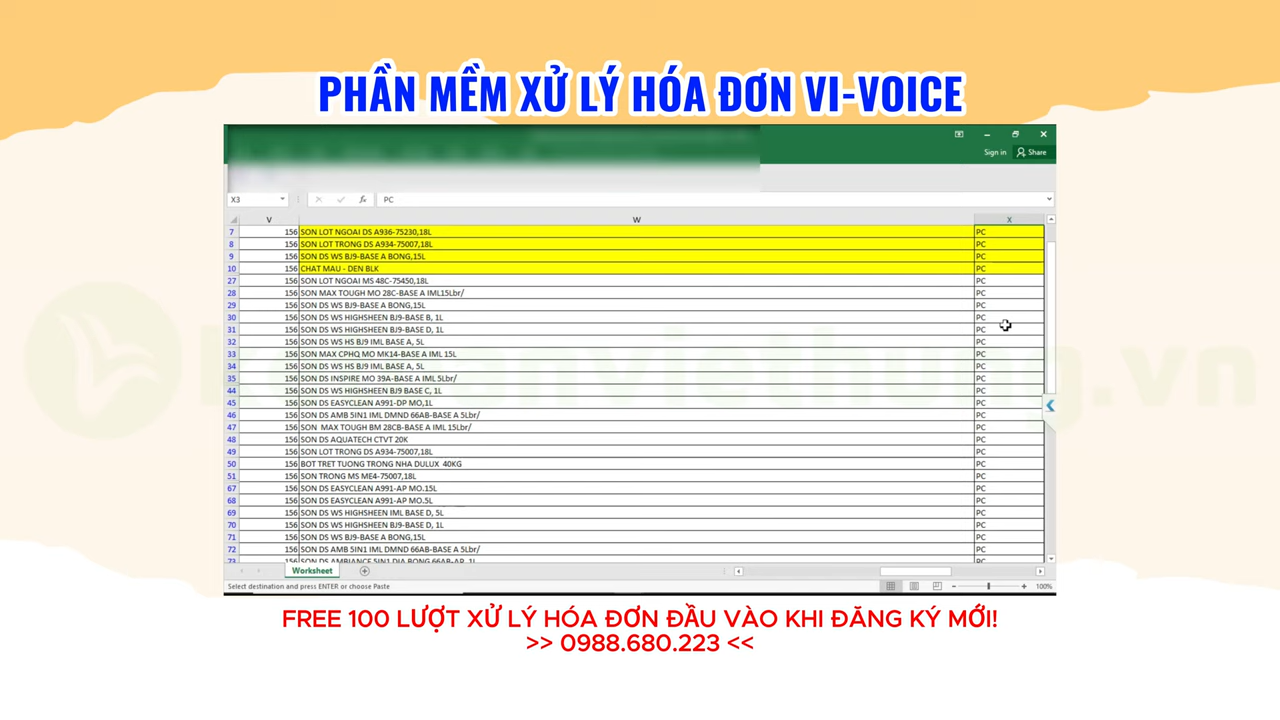 PHẦN MỀM XỬ LÝ HÓA ĐƠN VI-VOICE
Sign in Share
X3 fx PC
V W X
7 156 SON LOT NGOAI DS A936-75230,18L PC
8 156 SON LOT TRONG DS A934-75007,18L PC
9 156 SON DS WS BJ9-BASE A BONG,15L PC
10 156 CHAT MAU - DEN BLK PC
27 156 SON LOT NGOAI MS 48C-75450,18L PC
28 156 SON MAX TOUGH MO 28C-BASE A IML15Lbr/ PC
29 156 SON DS WS BJ9-BASE A BONG,15L PC
30 156 SON DS WS HIGHSHEEN BJ9-BASE B, 1L PC
31 156 SON DS WS HIGHSHEEN BJ9-BASE D, 1L PC
32 156 SON DS WS HS BJ9 IML BASE A, 5L PC
33 156 SON MAX CPHQ MO MK14-BASE A IML 15L PC
34 156 SON DS WS HS BJ9 IML BASE A, 5L PC
35 156 SON DS INSPIRE MO 39A-BASE A IML 5Lbr/ PC
44 156 SON DS WS HIGHSHEEN BJ9 BASE C, 1L PC
45 156 SON DS EASYCLEAN A991-DP MO,1L PC
46 156 SON DS AMB 5IN1 IML DMND 66AB-BASE A 5Lbr/ PC
47 156 SON  MAX TOUGH BM 28CB-BASE A IML 15Lbr/ PC
48 156 SON DS AQUATECH CTVT 20K PC
49 156 SON LOT TRONG DS A934-75007,18L PC
50 156 BOT TRET TUONG TRONG NHA DULUX  40KG PC
51 156 SON TRONG MS ME4-75007,18L PC
67 156 SON DS EASYCLEAN A991-AP MO.15L PC
68 156 SON DS EASYCLEAN A991-AP MO.5L PC
69 156 SON DS WS HIGHSHEEN IML BASE D, 5L PC
70 156 SON DS WS HIGHSHEEN BJ9-BASE D, 1L PC
71 156 SON DS WS BJ9-BASE A BONG,15L PC
72 156 SON DS AMB 5IN1 IML DMND 66AB-BASE A 5Lbr/ PC
73 156 SON DS AMBIANCE 5IN1 DIA BONG 66AB-AP, 1L PC
Worksheet
Select destination and press ENTER or choose Paste 100%
FREE 100 LƯỢT XỬ LÝ HÓA ĐƠN ĐẦU VÀO KHI ĐĂNG KÝ MỚI!
>> 0988.680.223 <<